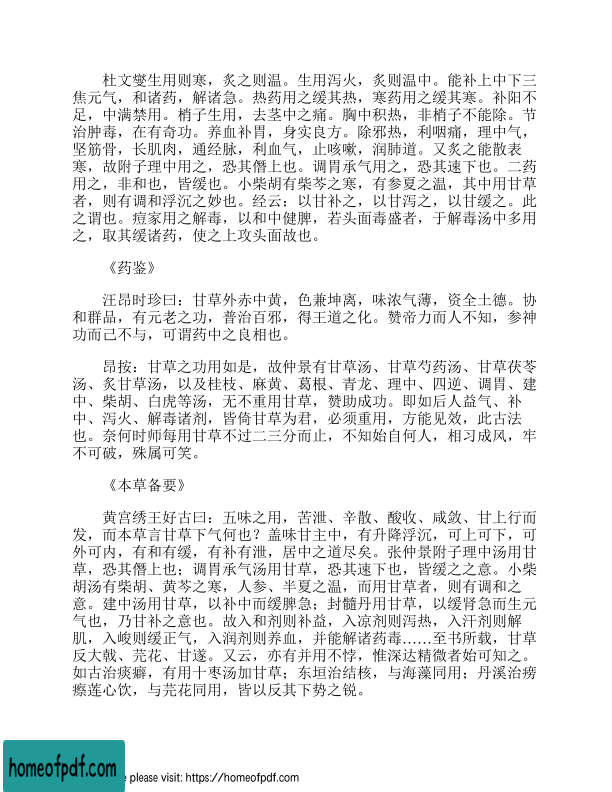 杜文燮生用则寒，炙之则温。生用泻火，炙则温中。能补上中下三
焦元气，和诸药，解诸急。热药用之缓其热，寒药用之缓其寒。补阳不
足，中满禁用。梢子生用，去茎中之痛。胸中积热，非梢子不能除。节
治肿毒，在有奇功。养血补胃，身实良方。除邪热，利咽痛，理中气，
坚筋骨，长肌肉，通经脉，利血气，止咳嗽，润肺道。又炙之能散表
寒，故附子理中用之，恐其僭上也。调胃承气用之，恐其速下也。二药
用之，非和也，皆缓也。小柴胡有柴芩之寒，有参夏之温，其中用甘草
者，则有调和浮沉之妙也。经云：以甘补之，以甘泻之，以甘缓之。此
之谓也。痘家用之解毒，以和中健脾，若头面毒盛者，于解毒汤中多用
之，取其缓诸药，使之上攻头面故也。
《药鉴》
汪昂时珍曰：甘草外赤中黄，色兼坤离，味浓气薄，资全土德。协
和群品，有元老之功，普治百邪，得王道之化。赞帝力而人不知，参神
功而己不与，可谓药中之良相也。
昂按：甘草之功用如是，故仲景有甘草汤、甘草芍药汤、甘草茯苓
汤、炙甘草汤，以及桂枝、麻黄、葛根、青龙、理中、四逆、调胃、建
中、柴胡、白虎等汤，无不重用甘草，赞助成功。即如后人益气、补
中、泻火、解毒诸剂，皆倚甘草为君，必须重用，方能见效，此古法
也。奈何时师每用甘草不过二三分而止，不知始自何人，相习成风，牢
不可破，殊属可笑。
《本草备要》
黄宫绣王好古曰：五味之用，苦泄、辛散、酸收、咸敛、甘上行而
发，而本草言甘草下气何也？盖味甘主中，有升降浮沉，可上可下，可
外可内，有和有缓，有补有泄，居中之道尽矣。张仲景附子理中汤用甘
草，恐其僭上也；调胃承气汤用甘草，恐其速下也，皆缓之之意。小柴
胡汤有柴胡、黄芩之寒，人参、半夏之温，而用甘草者，则有调和之
意。建中汤用甘草，以补中而缓脾急；封髓丹用甘草，以缓肾急而生元
气也，乃甘补之意也。故入和剂则补益，入凉剂则泻热，入汗剂则解
肌，入峻则缓正气，入润剂则养血，并能解诸药毒……至书所载，甘草
反大戟、芫花、甘遂。又云，亦有并用不悖，惟深达精微者始可知之。
如古治痰癖，有用十枣汤加甘草；东垣治结核，与海藻同用；丹溪治痨
瘵莲心饮，与芫花同用，皆以反其下势之锐。
homeofpdf.com
please visit: https://homeofpdf.com